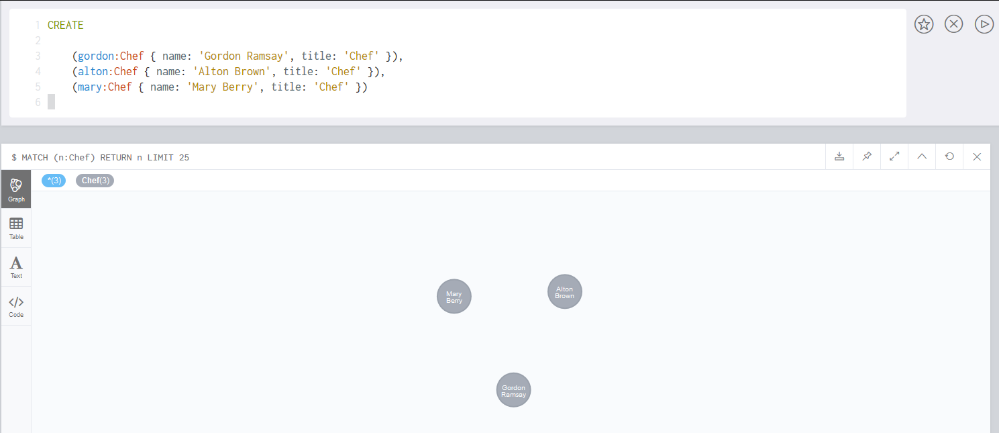 1 CREATE
2
3 (gordon:Chef { name: 'Gordon Ramsay', title: 'Chef' }),
4 (alton:Chef { name: 'Alton Brown', title: 'Chef' }),
5 (mary:Chef { name: 'Mary Berry', title: 'Chef' })
6
$ MATCH (n:Chef) RETURN n LIMIT 25
*(3) Chef(3)
Graph
Table
A
Text
</>
Code
Mary
Berry
Alton
Brown
Gordon
Ramsay